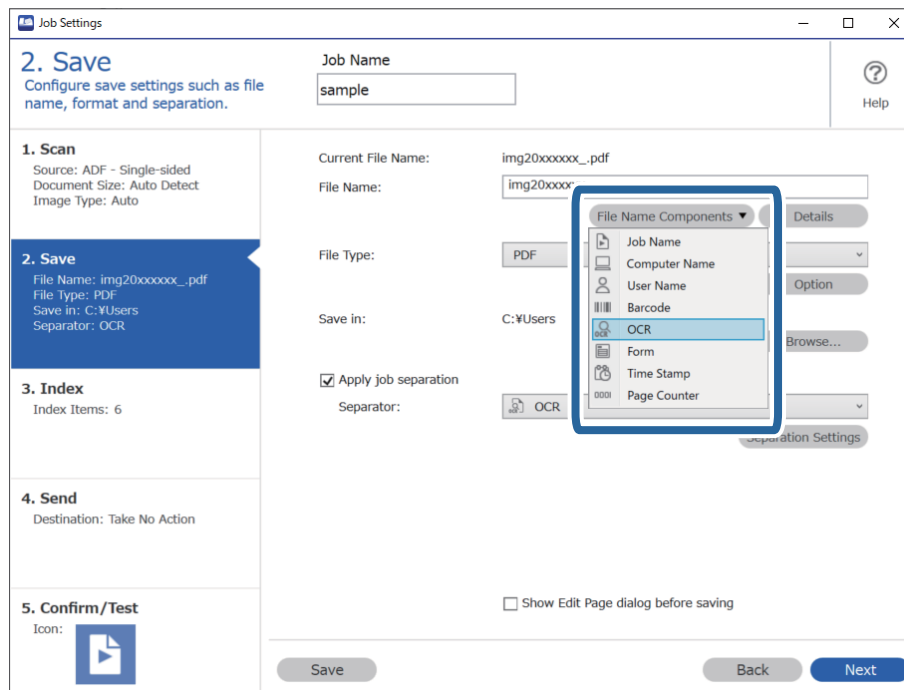 Job Settings
2. Save
Configure save settings such as file
name, format and separation.
Job Name
sample
Help
1. Scan
Source: ADF - Single-sided
Document Size: Auto Detect
Image Type: Auto
2. Save
File Name: img20xxxxxx_.pdf
File Type: PDF
Save in: C:¥Users
Separator: OCR
3. Index
Index Items: 6
4. Send
Destination: Take No Action
5. Confirm/Test
Icon:
Current File Name: img20xxxxxx_.pdf
File Name: img20xxxx
File Name Components ▼ Details
Job Name
Computer Name
User Name
Barcode
OCR
OCR
Form
Time Stamp
0001 Page Counter
File Type: PDF
Option
Save in: C:¥Users
Browse...
Apply job separation
Separator: OCR
Separation Settings
Show Edit Page dialog before saving
Save Back Next